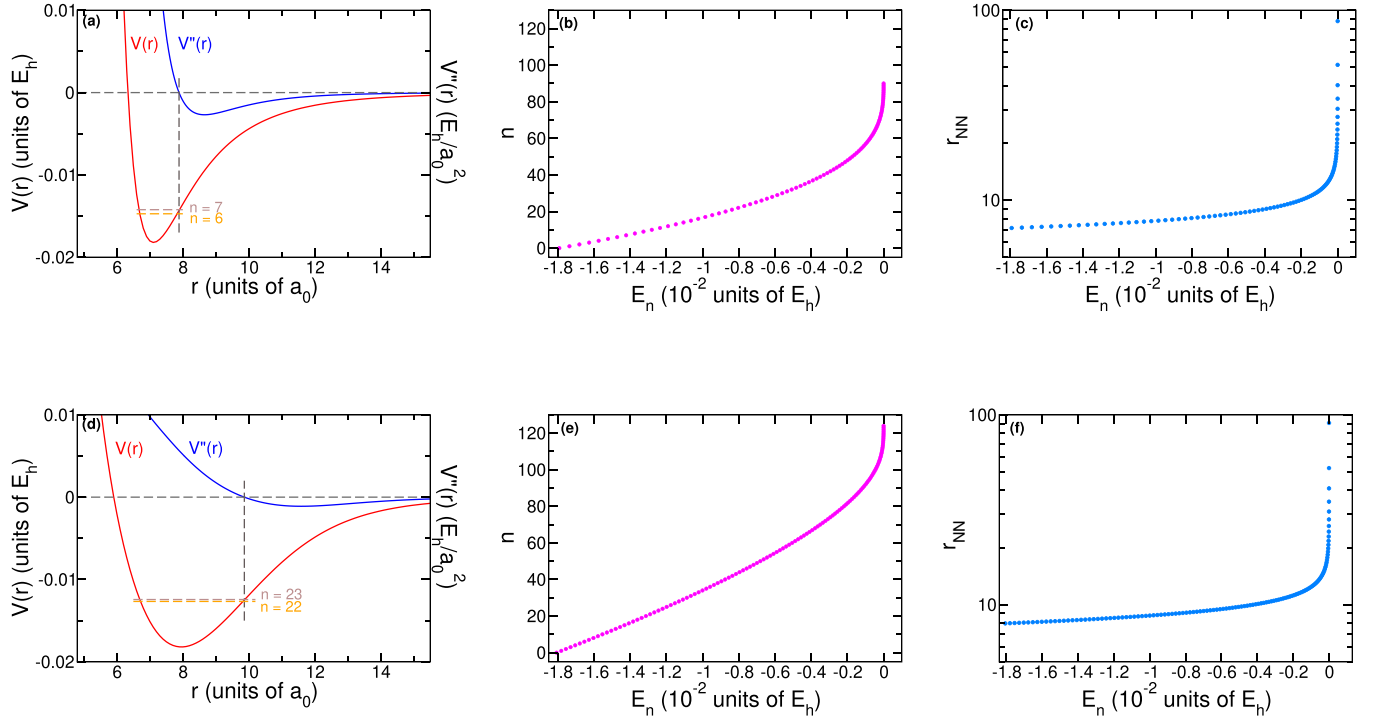 (a)
V(r)
V"(r)
n = 7
n = 6
0.01
0
-0.01
-0.02
6 8 10 12 14
V(r) (units of E_h)
V"(r) (E_h/a_0^2)
r (units of a_0)
(b)
120
100
80
60
40
20
0
n
-1.8 -1.6 -1.4 -1.2 -1 -0.8 -0.6 -0.4 -0.2 0
E_n (10^-2 units of E_h)
(c)
100
10
r_NN
-1.8 -1.6 -1.4 -1.2 -1 -0.8 -0.6 -0.4 -0.2 0
E_n (10^-2 units of E_h)
(d)
V(r)
V"(r)
n = 23
n = 22
0.01
0
-0.01
-0.02
6 8 10 12 14
V(r) (units of E_h)
V"(r) (E_h/a_0^2)
r (units of a_0)
(e)
120
100
80
60
40
20
0
n
-1.8 -1.6 -1.4 -1.2 -1 -0.8 -0.6 -0.4 -0.2 0
E_n (10^-2 units of E_h)
(f)
100
10
r_NN
-1.8 -1.6 -1.4 -1.2 -1 -0.8 -0.6 -0.4 -0.2 0
E_n (10^-2 units of E_h)